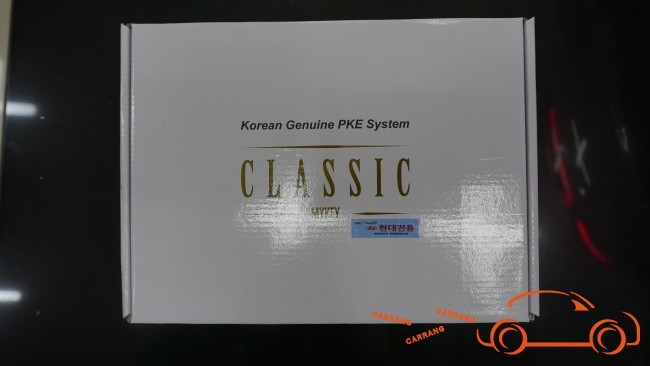 Korean Genuine PKE System
CLASSIC
MYKEY
현대전용
CARRANG
CARRANG
CARRANG